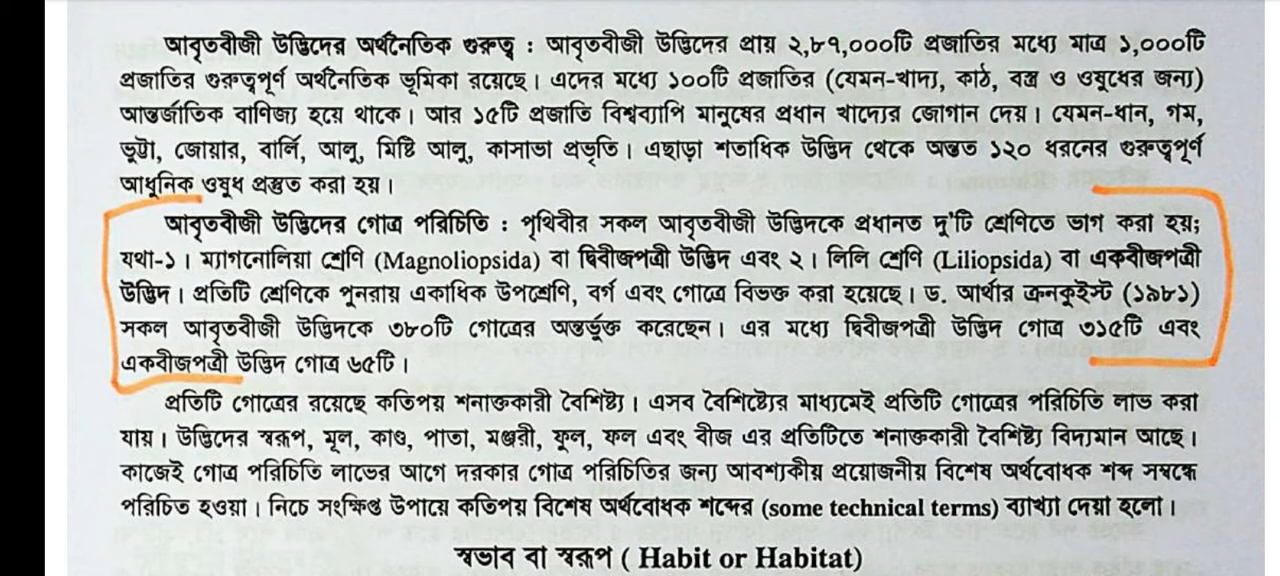 আবৃতবীজী উদ্ভিদের অর্থনৈতিক গুরুত্ব : আবৃতবীজী উদ্ভিদের প্রায় ২,৮৭,০০০টি প্রজাতির মধ্যে মাত্র ১,০০০টি
প্রজাতির গুরুত্বপূর্ণ অর্থনৈতিক ভূমিকা রয়েছে। এদের মধ্যে ১০০টি প্রজাতির (যেমন-খাদ্য, কাঠ, বস্ত্র ও ওষুধের জন্য)
আন্তর্জাতিক বাণিজ্য হয়ে থাকে। আর ১৫টি প্রজাতি বিশ্বব্যাপি মানুষের প্রধান খাদ্যের জোগান দেয়। যেমন-ধান, গম,
ভুট্টা, জোয়ার, বার্লি, আলু, মিষ্টি আলু, কাসাভা প্রভৃতি। এছাড়া শতাধিক উদ্ভিদ থেকে অন্তত ১২০ ধরনের গুরুত্বপূর্ণ
আধুনিক ওষুধ প্রস্তুত করা হয়।
আবৃতবীজী উদ্ভিদের গোত্র পরিচিতি : পৃথিবীর সকল আবৃতবীজী উদ্ভিদকে প্রধানত দু'টি শ্রেণিতে ভাগ করা হয়;
যথা-১। ম্যাগনোলিয়া শ্রেণি (Magnoliopsida) বা দ্বিবীজপত্রী উদ্ভিদ এবং ২। লিলি শ্রেণি (Liliopsida) বা একবীজপত্রী
উদ্ভিদ। প্রতিটি শ্রেণিকে পুনরায় একাধিক উপশ্রেণি, বর্গ এবং গোত্রে বিভক্ত করা হয়েছে। ড. আর্থার ক্রনকুইস্ট (১৯৮১)
সকল আবৃতবীজী উদ্ভিদকে ৩৮০টি গোত্রের অন্তর্ভুক্ত করেছেন। এর মধ্যে দ্বিবীজপত্রী উদ্ভিদ গোত্র ৩১৫টি এবং
একবীজপত্রী উদ্ভিদ গোত্র ৬৫টি।
প্রতিটি গোত্রের রয়েছে কতিপয় শনাক্তকারী বৈশিষ্ট্য। এসব বৈশিষ্ট্যের মাধ্যমেই প্রতিটি গোত্রের পরিচিতি লাভ করা
যায়। উদ্ভিদের স্বরূপ, মূল, কাণ্ড, পাতা, মঞ্জরী, ফুল, ফল এবং বীজ এর প্রতিটিতে শনাক্তকারী বৈশিষ্ট্য বিদ্যমান আছে।
কাজেই গোত্র পরিচিতি লাভের আগে দরকার গোত্র পরিচিতির জন্য আবশ্যকীয় প্রয়োজনীয় বিশেষ অর্থবোধক শব্দ সম্বন্ধে
পরিচিত হওয়া। নিচে সংক্ষিপ্ত উপায়ে কতিপয় বিশেষ অর্থবোধক শব্দের (some technical terms) ব্যাখ্যা দেয়া হলো।
স্বভাব বা স্বরূপ ( Habit or Habitat)